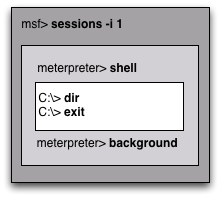 msf> sessions -i 1
meterpreter> shell
C:\> dir
C:\> exit
meterpreter> background